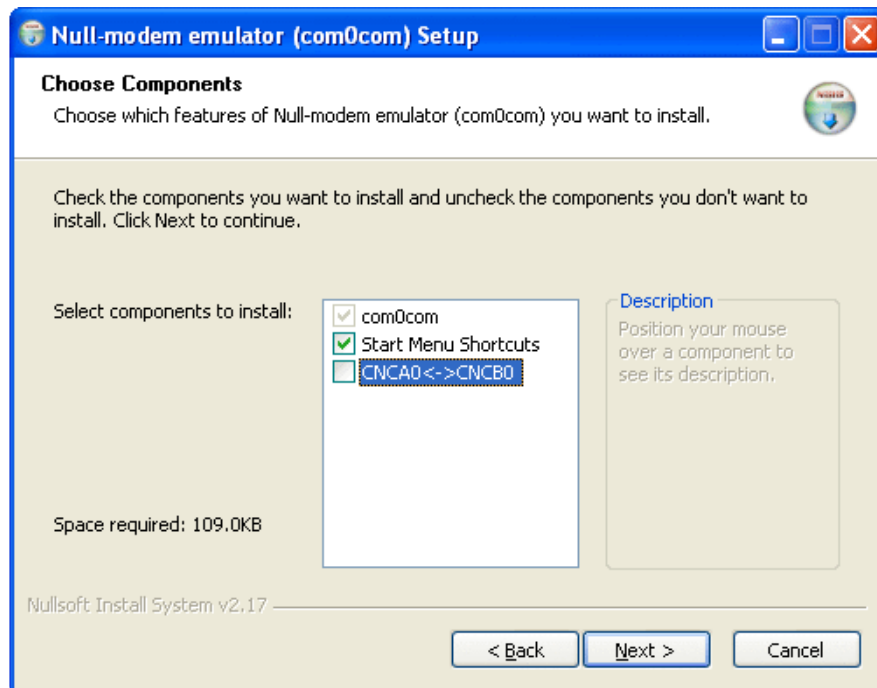 Null-modem emulator (com0com) Setup
Choose Components
Choose which features of Null-modem emulator (com0com) you want to install.
Check the components you want to install and uncheck the components you don't want to
install. Click Next to continue.
Select components to install:
com0com
Start Menu Shortcuts
CNCA0<->CNCB0
Description
Position your mouse
over a component to
see its description.
Space required: 109.0KB
Nullsoft Install System v2.17
< Back
Next >
Cancel